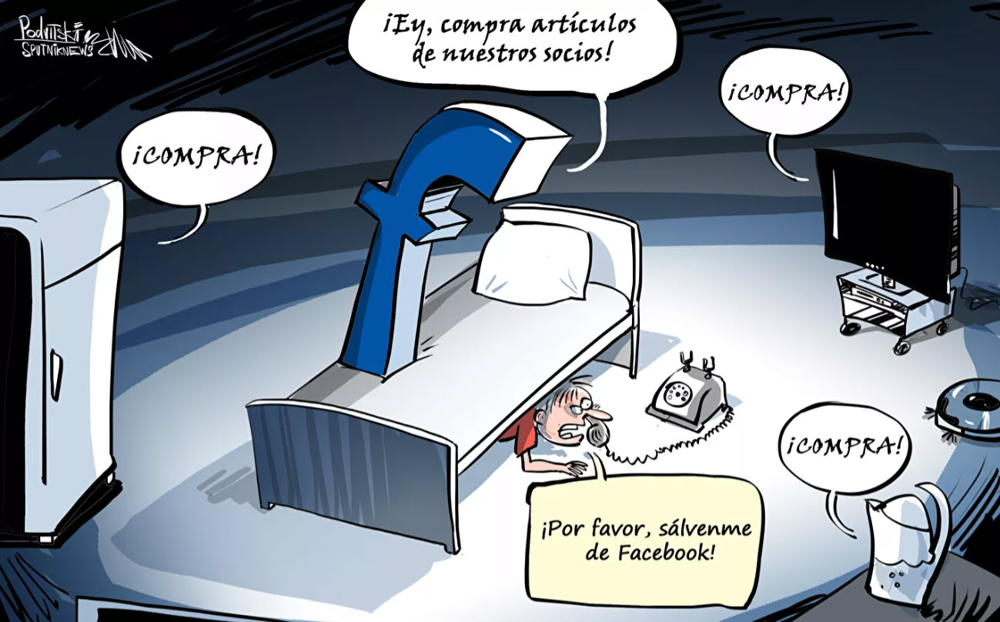 Podvitski
SPUTNIKNEWS
¡Ey, compra artículos
de nuestros socios!
¡COMPRA!
¡COMPRA!
f
¡COMPRA!
¡Por favor, sálvenme
de Facebook!